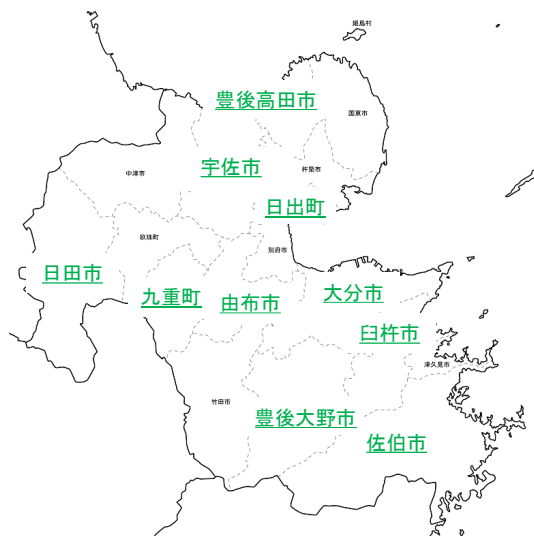 姫島村
豊後高田市
国東市
宇佐市
中津市
杵築市
日出町
玖珠町
別府市
日田市
九重町
由布市
大分市
臼杵市
津久見市
竹田市
豊後大野市
佐伯市